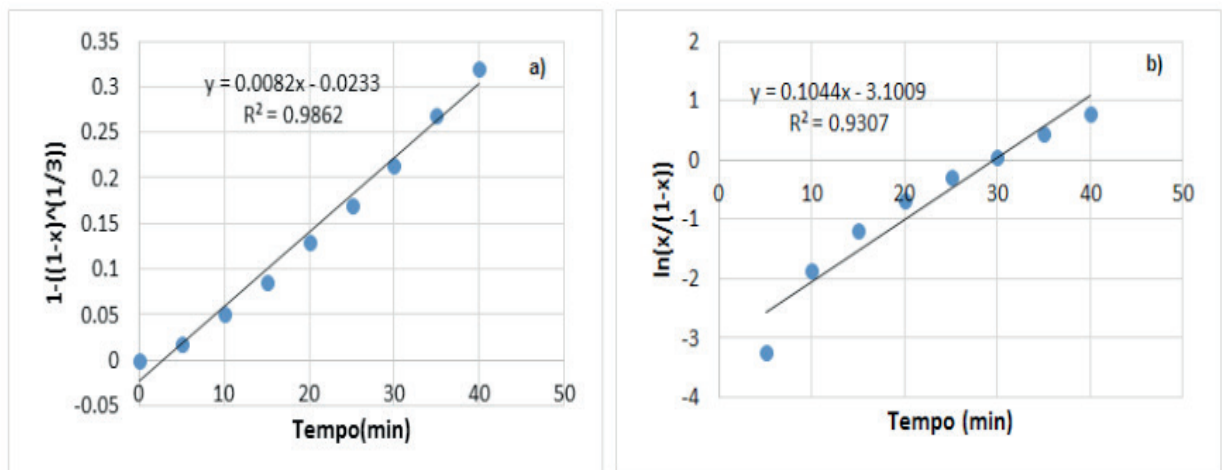 0.35
0.3
0.25
0.2
0.15
0.1
0.05
0
-0.05
1-((1-x)^(1/3))
a)
y = 0.0082x - 0.0233
R² = 0.9862
0 10 20 30 40 50
Tempo(min)
2
1
0
-1
-2
-3
-4
ln(x/(1-x))
b)
y = 0.1044x - 3.1009
R² = 0.9307
0 10 20 30 40 50
Tempo (min)